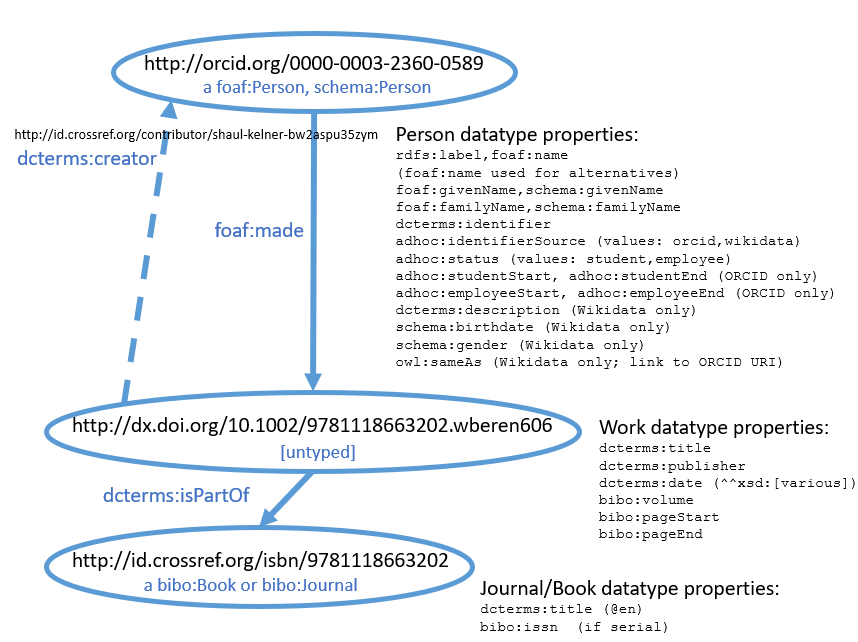 http://orcid.org/0000-0003-2360-0589
a foaf:Person, schema:Person
http://id.crossref.org/contributor/shaul-kelner-bw2aspu35zym
dcterms:creator
foaf:made
Person datatype properties:
rdfs:label,foaf:name
(foaf:name used for alternatives)
foaf:givenName,schema:givenName
foaf:familyName,schema:familyName
dcterms:identifier
adhoc:identifierSource (values: orcid,wikidata)
adhoc:status (values: student,employee)
adhoc:studentStart, adhoc:studentEnd (ORCID only)
adhoc:employeeStart, adhoc:employeeEnd (ORCID only)
dcterms:description (Wikidata only)
schema:birthdate (Wikidata only)
schema:gender (Wikidata only)
owl:sameAs (Wikidata only; link to ORCID URI)
http://dx.doi.org/10.1002/9781118663202.wberen606
[untyped]
Work datatype properties:
dcterms:title
dcterms:publisher
dcterms:date (^^xsd:[various])
bibo:volume
bibo:pageStart
bibo:pageEnd
dcterms:isPartOf
http://id.crossref.org/isbn/9781118663202
a bibo:Book or bibo:Journal
Journal/Book datatype properties:
dcterms:title (@en)
bibo:issn (if serial)